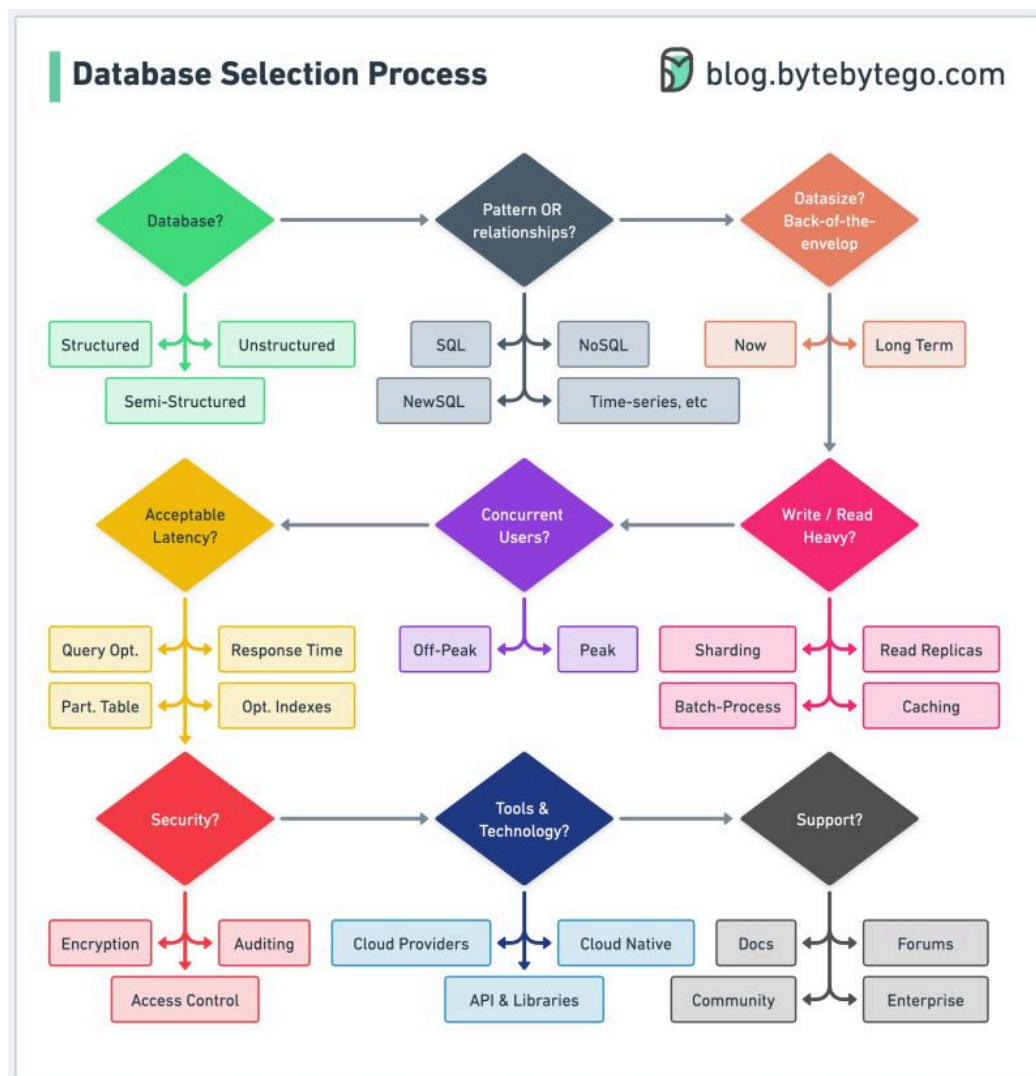 Database Selection Process
blog.bytebytego.com
Database?
Pattern OR
relationships?
Datasize?
Back-of-the-
envelop
Structured
Unstructured
Semi-Structured
SQL
NoSQL
NewSQL
Time-series, etc
Now
Long Term
Write / Read
Heavy?
Sharding
Read Replicas
Batch-Process
Caching
Concurrent
Users?
Off-Peak
Peak
Acceptable
Latency?
Query Opt.
Response Time
Part. Table
Opt. Indexes
Security?
Encryption
Auditing
Access Control
Tools &
Technology?
Cloud Providers
Cloud Native
API & Libraries
Support?
Docs
Forums
Community
Enterprise